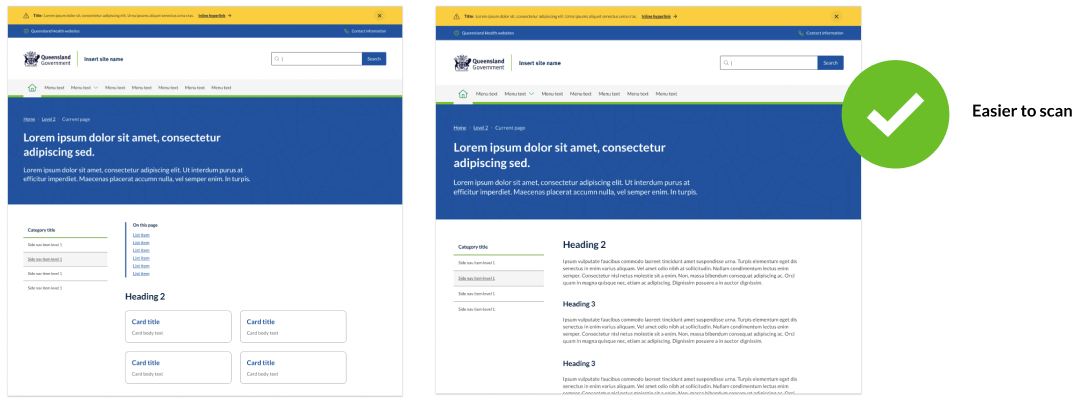 Title Lorem ipsum dolor sit amet, consectetur adipiscing elit. Urna ipsums aliquet senectus urna cras. Inline hyperlink →
Queensland Health websites
Contact information
Queensland
Government
Insert site name
Search
Menu text Menu text Menu text Menu text Menu text Menu text Menu text
Home Level 2 Current page
Lorem ipsum dolor sit amet, consectetur
adipiscing sed.
Lorem ipsum dolor sit amet, consectetur adipiscing elit. Ut interdum purus at
efficitur imperdiet. Maecenas placerat accumn nulla, vel semper enim. In turpis.
Category title
Side nav item level 1
Side nav item level 1
Side nav item level 1
Side nav item level 1
On this page
List item
List item
List item
List item
List item
List item
Heading 2
Card title
Card body text
Card title
Card body text
Card title
Card body text
Card title
Card body text
Title Lorem ipsum dolor sit amet, consectetur adipiscing elit. Urna ipsums aliquet senectus urna cras. Inline hyperlink →
Queensland Health websites
Contact information
Queensland
Government
Insert site name
Search
Menu text Menu text Menu text Menu text Menu text Menu text Menu text
Home Level 2 Current page
Lorem ipsum dolor sit amet, consectetur
adipiscing sed.
Lorem ipsum dolor sit amet, consectetur adipiscing elit. Ut interdum purus at
efficitur imperdiet. Maecenas placerat accumn nulla, vel semper enim. In turpis.
Category title
Side nav item level 1
Side nav item level 1
Side nav item level 1
Side nav item level 1
Heading 2
Ipsum vulputate faucibus commodo laoreet tincidunt amet suspendisse urna. Turpis elementum eget dis
senectus in enim varius aliquam. Vel amet odio nibh at sollicitudin. Nullam condimentum lectus enim
semper. Consectetur nisl netus molestie sit a enim. Non, massa bibendum consequat adipiscing ac. Orci
quam in magna quisque nec, etiam ac adipiscing. Dignissim posuere a in auctor dignissim.
Heading 3
Ipsum vulputate faucibus commodo laoreet tincidunt amet suspendisse urna. Turpis elementum eget dis
senectus in enim varius aliquam. Vel amet odio nibh at sollicitudin. Nullam condimentum lectus enim
semper. Consectetur nisl netus molestie sit a enim. Non, massa bibendum consequat adipiscing ac. Orci
quam in magna quisque nec, etiam ac adipiscing. Dignissim posuere a in auctor dignissim.
Heading 3
Ipsum vulputate faucibus commodo laoreet tincidunt amet suspendisse urna. Turpis elementum eget dis
senectus in enim varius aliquam. Vel amet odio nibh at sollicitudin. Nullam condimentum lectus enim
Easier to scan